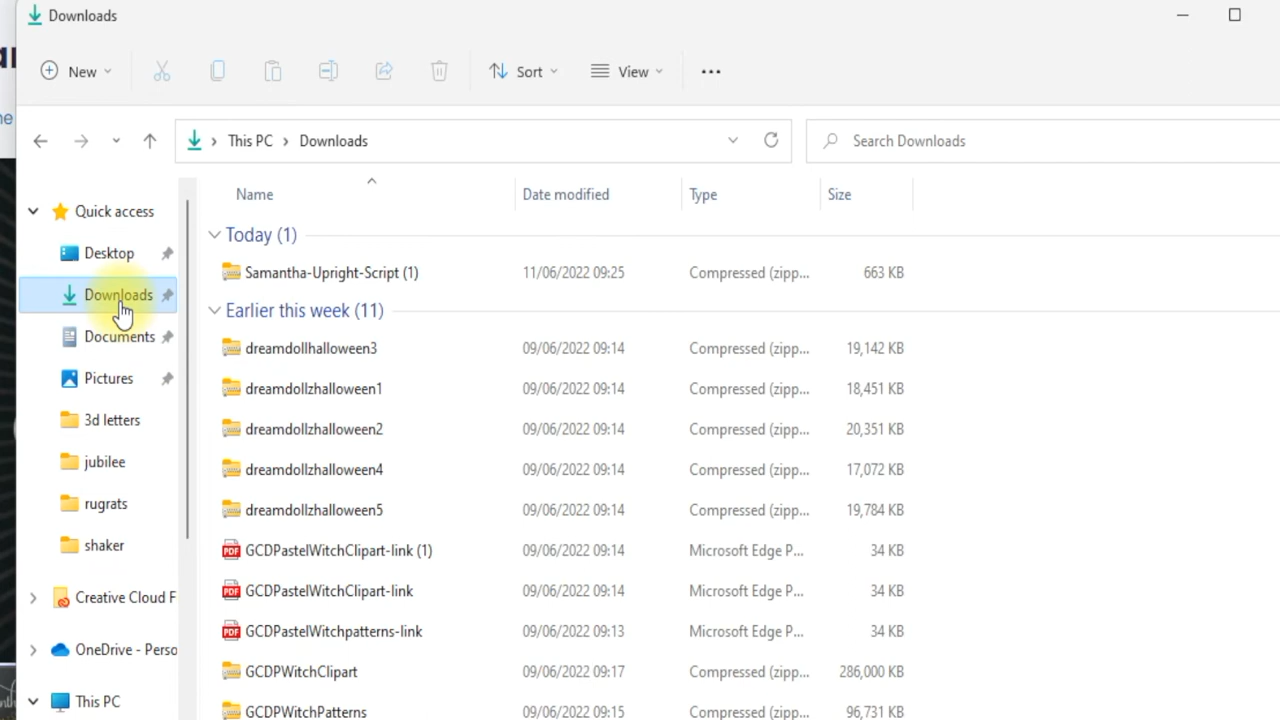 Downloads
New
Sort
View
This PC > Downloads
Search Downloads
Name
Date modified
Type
Size
Quick access
Desktop
Downloads
Documents
Pictures
3d letters
jubilee
rugrats
shaker
Creative Cloud F
OneDrive - Perso
This PC
Today (1)
Samantha-Upright-Script (1) 11/06/2022 09:25 Compressed (zipp... 663 KB
Earlier this week (11)
dreamdollhalloween3 09/06/2022 09:14 Compressed (zipp... 19,142 KB
dreamdollzhalloween1 09/06/2022 09:14 Compressed (zipp... 18,451 KB
dreamdollzhalloween2 09/06/2022 09:14 Compressed (zipp... 20,351 KB
dreamdollzhalloween4 09/06/2022 09:14 Compressed (zipp... 17,072 KB
dreamdollzhalloween5 09/06/2022 09:14 Compressed (zipp... 19,784 KB
PDF GCDPastelWitchClipart-link (1) 09/06/2022 09:14 Microsoft Edge P... 34 KB
PDF GCDPastelWitchClipart-link 09/06/2022 09:14 Microsoft Edge P... 34 KB
PDF GCDPastelWitchpatterns-link 09/06/2022 09:13 Microsoft Edge P... 34 KB
GCDPWitchClipart 09/06/2022 09:17 Compressed (zipp... 286,000 KB
GCDPWitchPatterns 09/06/2022 09:15 Compressed (zipp... 96,731 KB